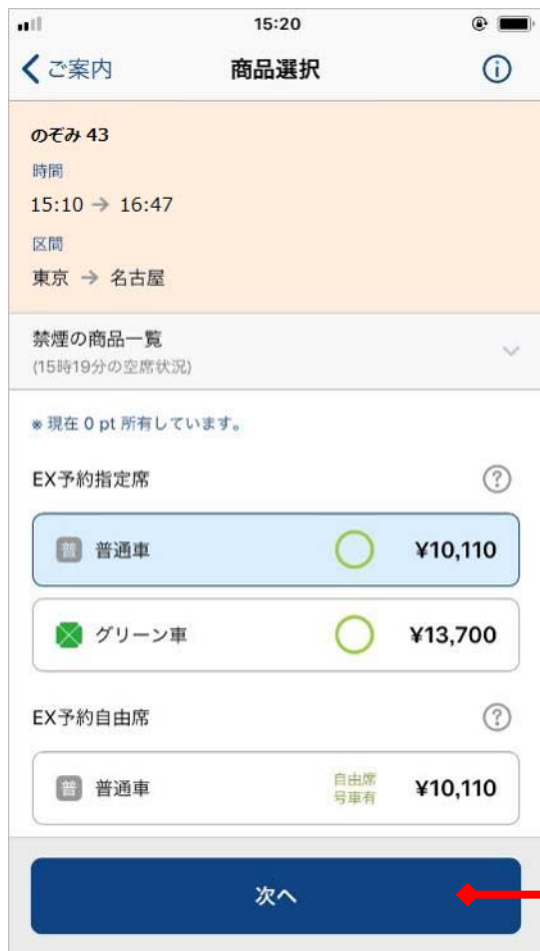 15:20
ご案内
商品選択
のぞみ 43
時間
15:10 → 16:47
区間
東京 → 名古屋
禁煙の商品一覧
(15時19分の空席状況)
※ 現在 0 pt 所有しています。
EX予約指定席
?
普 普通車 ¥10,110
グリーン車 ¥13,700
EX予約自由席
?
普 普通車 自由席 ¥10,110
号車有
次へ